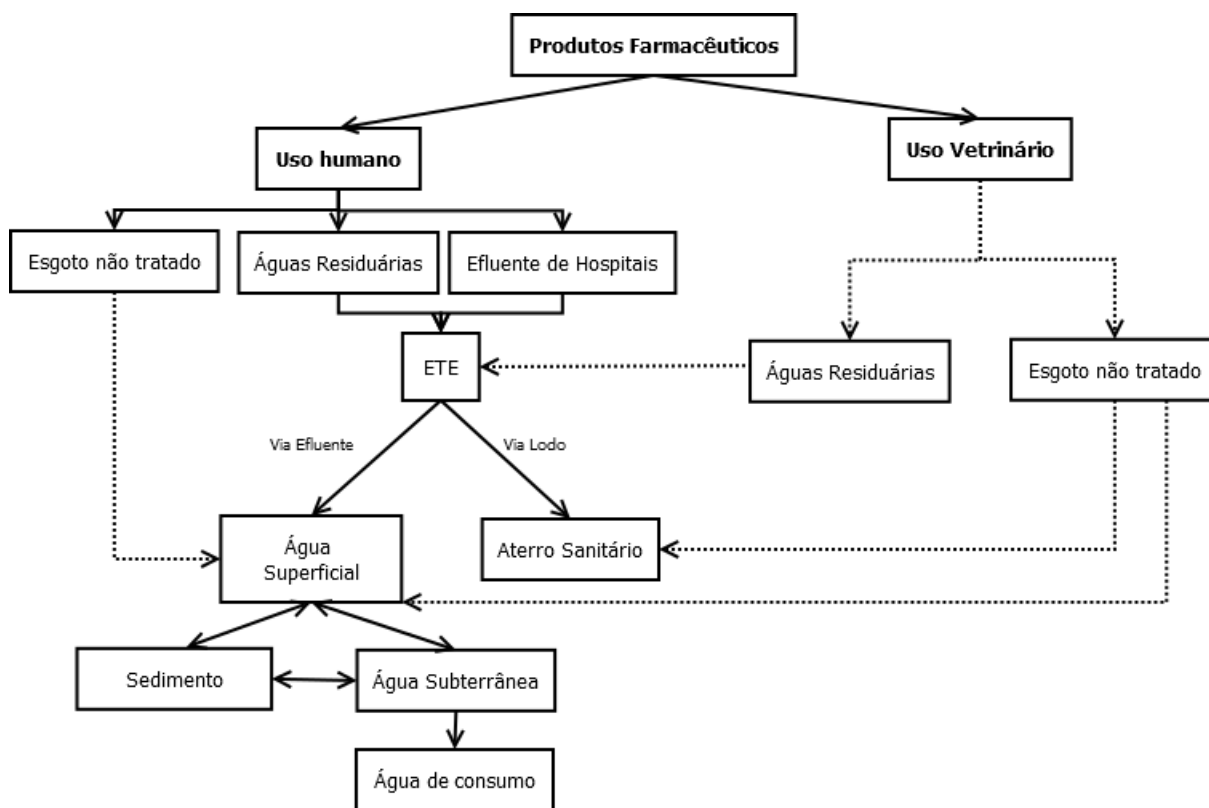 Produtos Farmacêuticos
Uso humano
Uso Vetrinário
Esgoto não tratado
Águas Residuárias
Efluente de Hospitais
ETE
Águas Residuárias
Esgoto não tratado
Via Efluente
Via Lodo
Água
Superficial
Aterro Sanitário
Sedimento
Água Subterrânea
Água de consumo